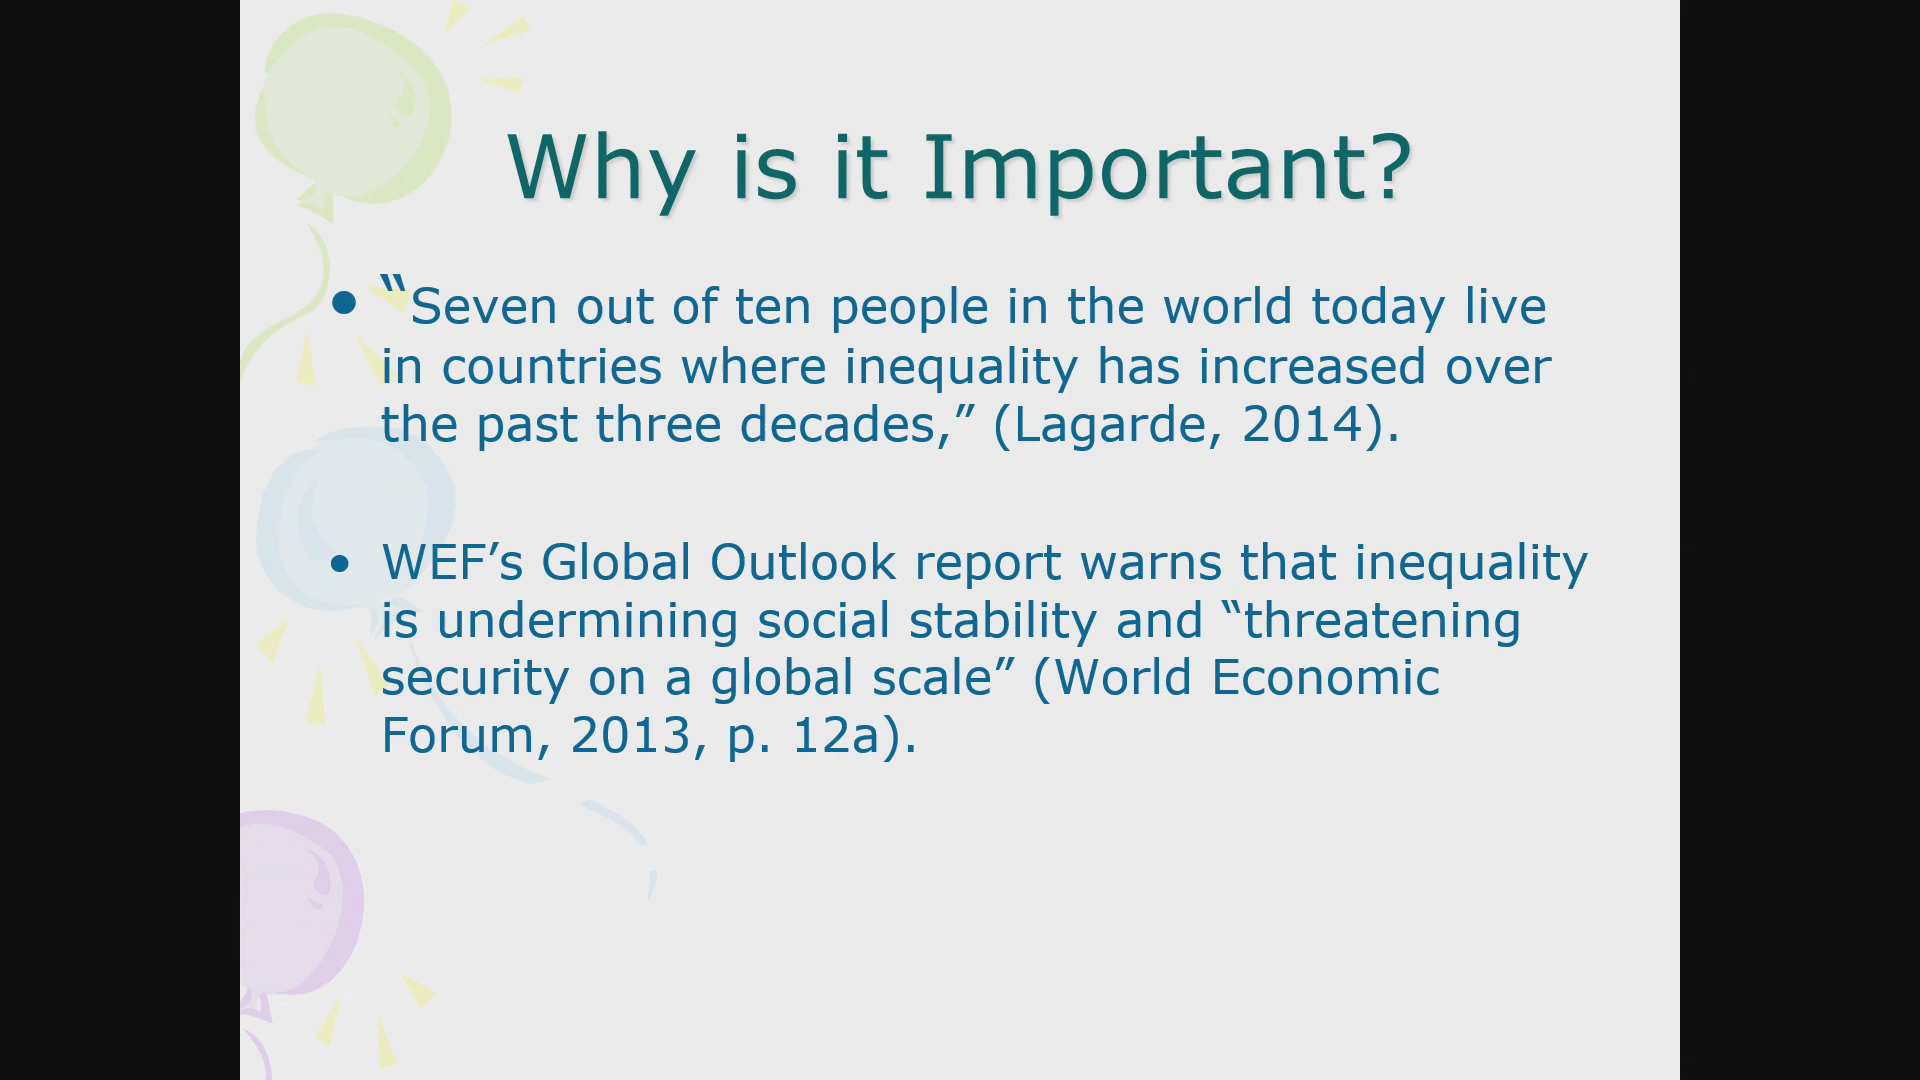 Why is it Important?
• “Seven out of ten people in the world today live
in countries where inequality has increased over
the past three decades,” (Lagarde, 2014).
• WEF’s Global Outlook report warns that inequality
is undermining social stability and “threatening
security on a global scale” (World Economic
Forum, 2013, p. 12a).